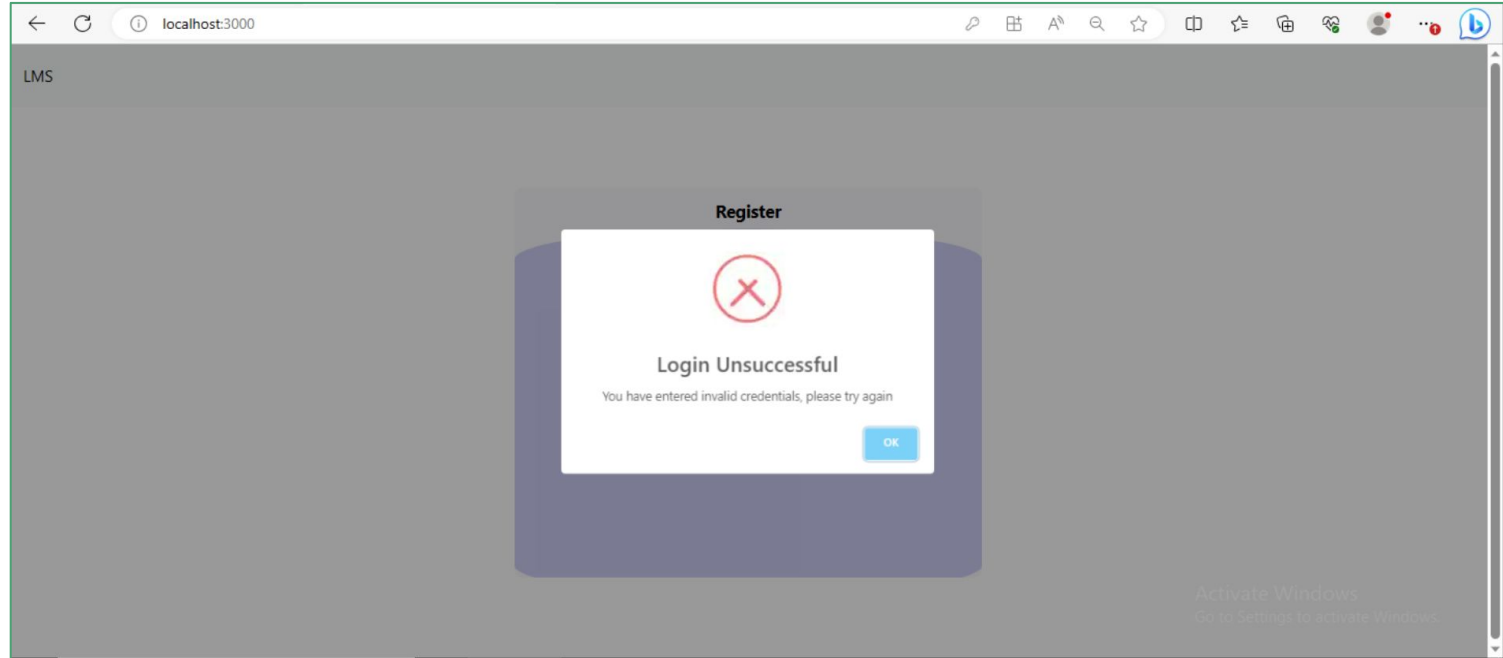 localhost:3000
LMS
Register
Login Unsuccessful
You have entered invalid credentials, please try again
OK
Activate Windows
Go to Settings to activate Windows.